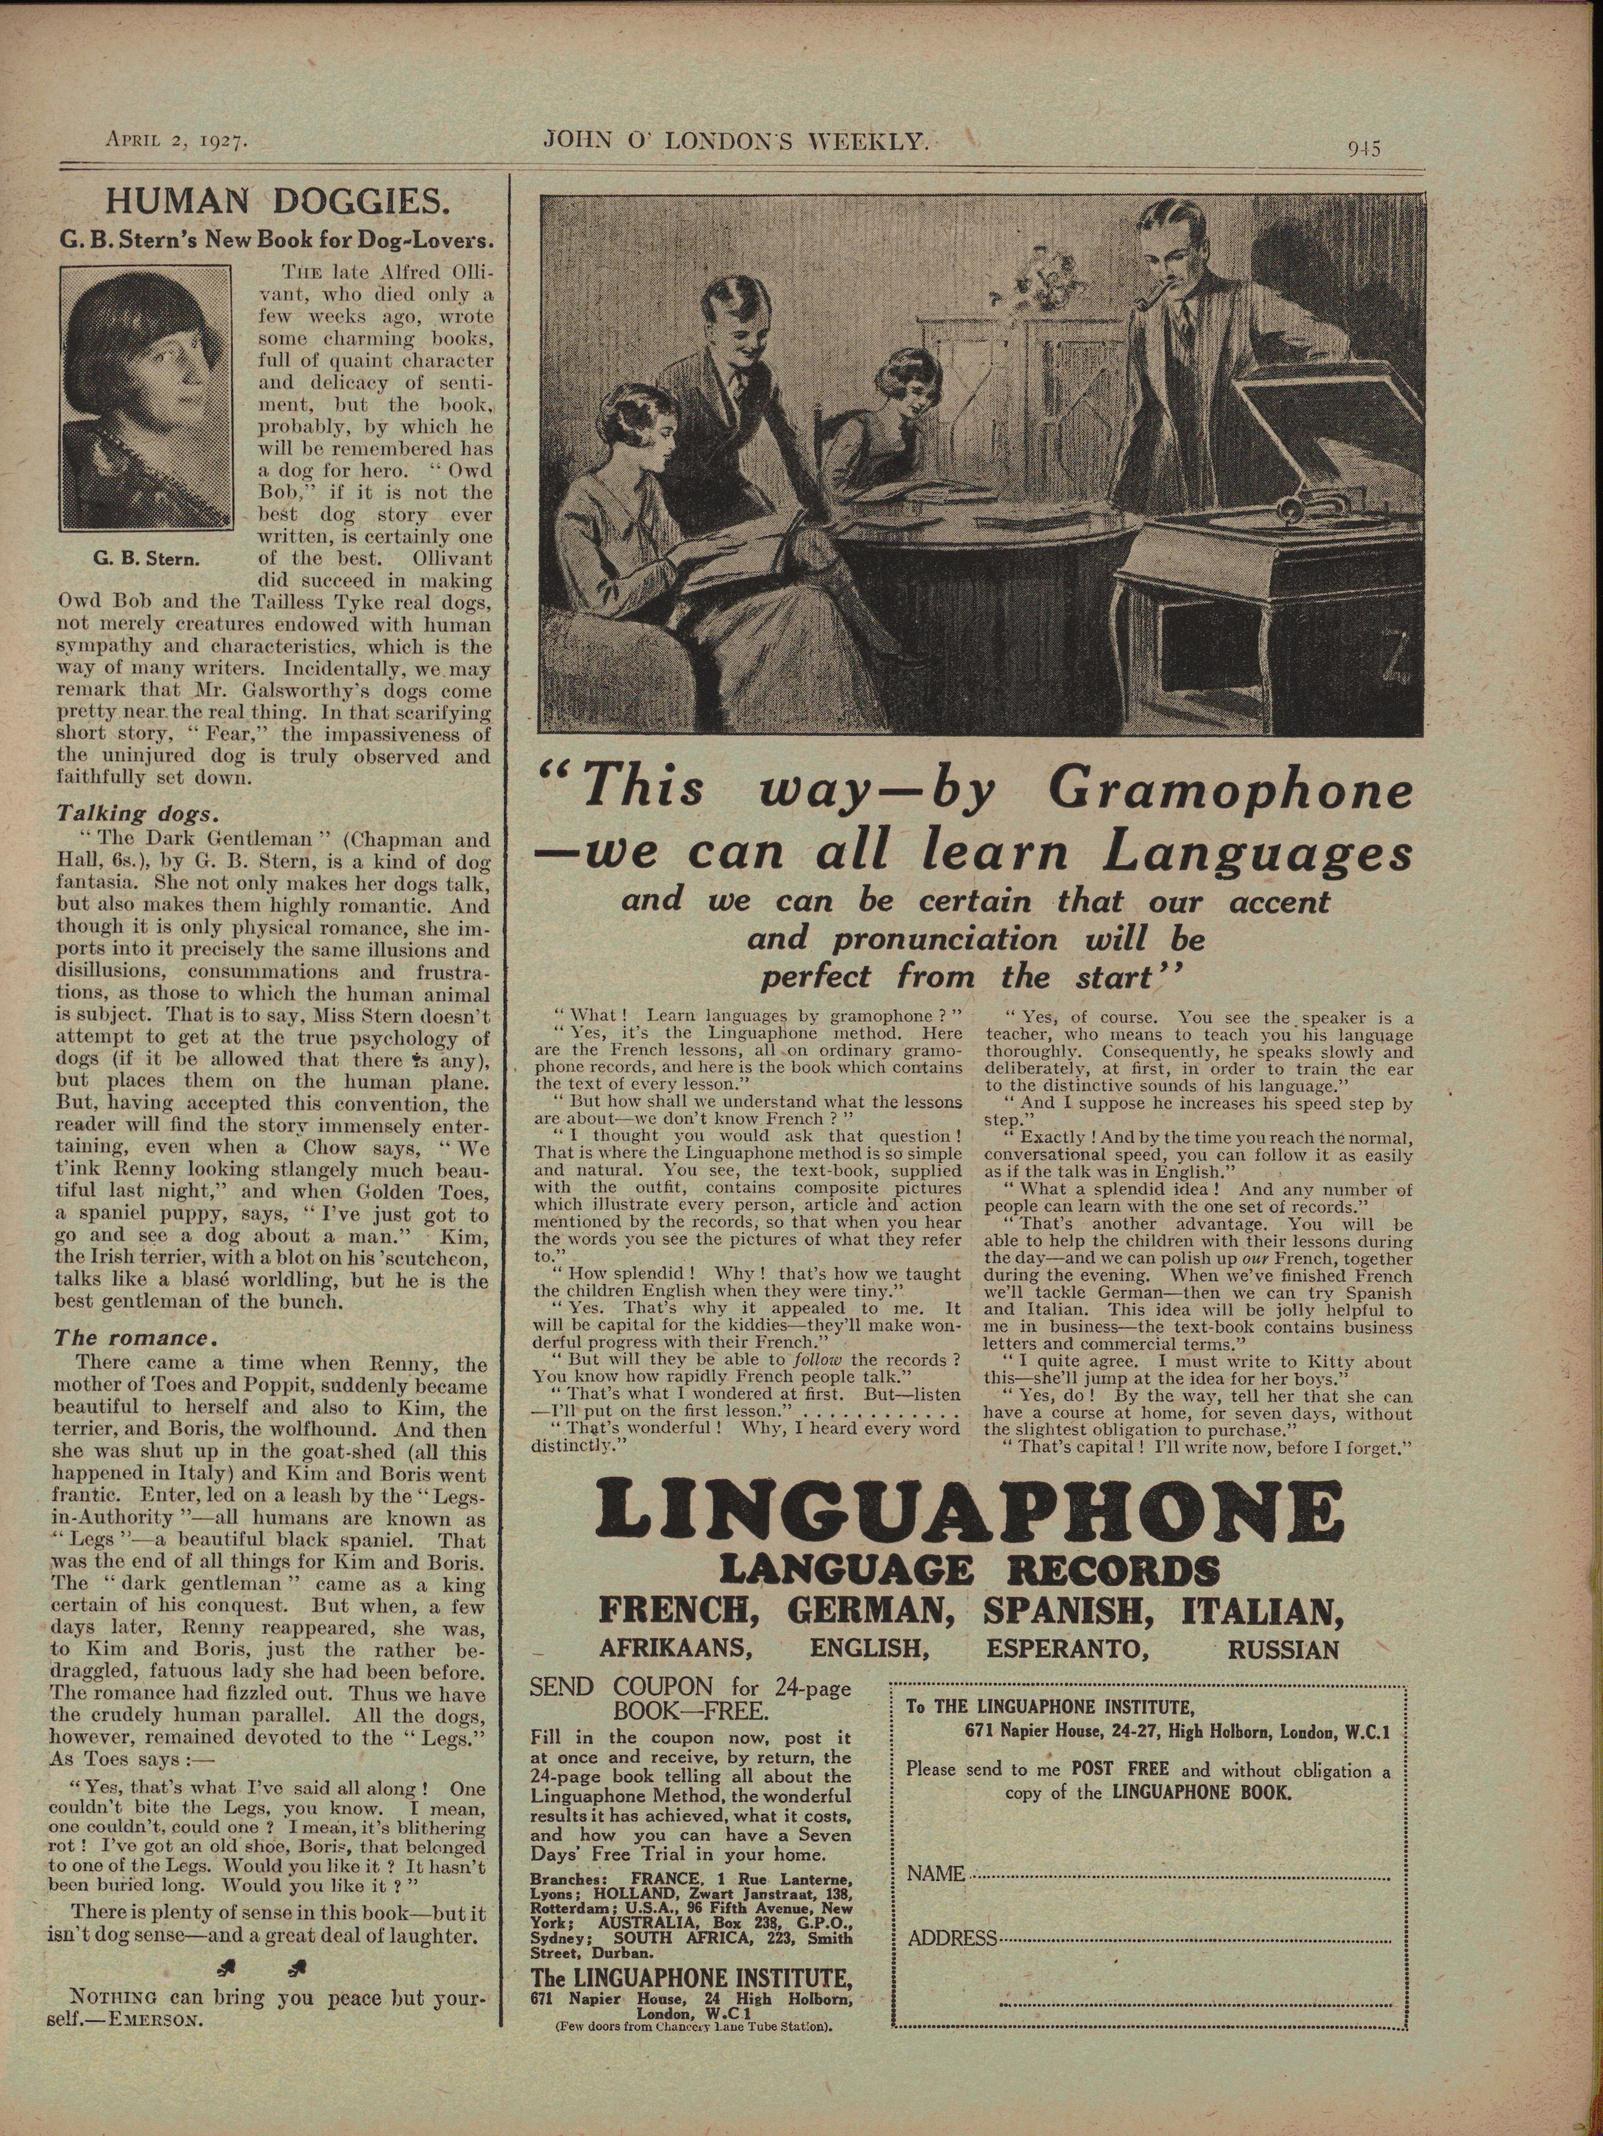 APRIL 2, 1927.
JOHN O' LONDON'S WEEKLY.
945
HUMAN DOGGIES.
G. B. Stern's New Book for Dog-Lovers.
G. B. Stern.
THE late Alfred Olli-
vant, who died only a
few weeks ago, wrote
some charming books,
full of quaint character
and delicacy of senti-
ment, but the book,
probably, by which he
will be remembered has
a dog for hero. “ Owd
Bob,” if it is not the
best dog story ever
written, is certainly one
of the best. Ollivant
did succeed in making
Owd Bob and the Tailless Tyke real dogs,
not merely creatures endowed with human
sympathy and characteristics, which is the
way of many writers. Incidentally, we may
remark that Mr. Galsworthy's dogs come
pretty near the real thing. In that scarifying
short story, “ Fear,” the impassiveness of
the uninjured dog is truly observed and
faithfully set down.
Talking dogs.
“ The Dark Gentleman ” (Chapman and
Hall, 6s.), by G. B. Stern, is a kind of dog
fantasia. She not only makes her dogs talk,
but also makes them highly romantic. And
though it is only physical romance, she im-
ports into it precisely the same illusions and
disillusions, consummations and frustra-
tions, as those to which the human animal
is subject. That is to say, Miss Stern doesn't
attempt to get at the true psychology of
dogs (if it be allowed that there is any),
but places them on the human plane.
But, having accepted this convention, the
reader will find the story immensely enter-
taining, even when a Chow says, “ We
t'ink Renny looking stlangely much beau-
tiful last night,” and when Golden Toes,
a spaniel puppy, says, “ I've just got to
go and see a dog about a man.” Kim,
the Irish terrier, with a blot on his 'scutcheon,
talks like a blasé worldling, but he is the
best gentleman of the bunch.
The romance.
There came a time when Renny, the
mother of Toes and Poppit, suddenly became
beautiful to herself and also to Kim, the
terrier, and Boris, the wolfhound. And then
she was shut up in the goat-shed (all this
happened in Italy) and Kim and Boris went
frantic. Enter, led on a leash by the “ Legs-
in-Authority ”—all humans are known as
“ Legs ”—a beautiful black spaniel. That
was the end of all things for Kim and Boris.
The “ dark gentleman ” came as a king
certain of his conquest. But when, a few
days later, Renny reappeared, she was,
to Kim and Boris, just the rather be-
draggled, fatuous lady she had been before.
The romance had fizzled out. Thus we have
the crudely human parallel. All the dogs,
however, remained devoted to the “ Legs.”
As Toes says :—
“ Yes, that's what I've said all along ! One
couldn't bite the Legs, you know. I mean,
one couldn't, could one ? I mean, it's blithering
rot ! I've got an old shoe, Boris, that belonged
to one of the Legs. Would you like it ? It hasn't
been buried long. Would you like it ? ”
There is plenty of sense in this book—but it
isn't dog sense—and a great deal of laughter.
NOTHING can bring you peace but your-
self.—EMERSON.
“This way—by Gramophone
—we can all learn Languages
and we can be certain that our accent
and pronunciation will be
perfect from the start”
“ What ! Learn languages by gramophone ? ”
“ Yes, it's the Linguaphone method. Here
are the French lessons, all on ordinary gramo-
phone records, and here is the book which contains
the text of every lesson.”
“ But how shall we understand what the lessons
are about—we don't know French ? ”
“ I thought you would ask that question !
That is where the Linguaphone method is so simple
and natural. You see, the text-book, supplied
with the outfit, contains composite pictures
which illustrate every person, article and action
mentioned by the records, so that when you hear
the words you see the pictures of what they refer
to.”
“ How splendid ! Why ! that's how we taught
the children English when they were tiny.”
“ Yes. That's why it appealed to me. It
will be capital for the kiddies—they'll make won-
derful progress with their French.”
“ But will they be able to follow the records ?
You know how rapidly French people talk.”
“ That's what I wondered at first. But—listen
—I'll put on the first lesson.” . . . . . . . . . . . .
“ That's wonderful ! Why, I heard every word
distinctly.”
“ Yes, of course. You see the speaker is a
teacher, who means to teach you his language
thoroughly. Consequently, he speaks slowly and
deliberately, at first, in order to train the ear
to the distinctive sounds of his language.”
“ And I suppose he increases his speed step by
step.”
“ Exactly ! And by the time you reach the normal,
conversational speed, you can follow it as easily
as if the talk was in English.”
“ What a splendid idea ! And any number of
people can learn with the one set of records.”
“ That's another advantage. You will be
able to help the children with their lessons during
the day—and we can polish up our French, together
during the evening. When we've finished French
we'll tackle German—then we can try Spanish
and Italian. This idea will be jolly helpful to
me in business—the text-book contains business
letters and commercial terms.”
“ I quite agree. I must write to Kitty about
this—she'll jump at the idea for her boys.”
“ Yes, do ! By the way, tell her that she can
have a course at home, for seven days, without
the slightest obligation to purchase.”
“ That's capital ! I'll write now, before I forget.”
LINGUAPHONE
LANGUAGE RECORDS
FRENCH, GERMAN, SPANISH, ITALIAN,
AFRIKAANS, ENGLISH, ESPERANTO, RUSSIAN
SEND COUPON for 24-page
BOOK—FREE.
Fill in the coupon now, post it
at once and receive, by return, the
24-page book telling all about the
Linguaphone Method, the wonderful
results it has achieved, what it costs,
and how you can have a Seven
Days' Free Trial in your home.
Branches: FRANCE, 1 Rue Lanterne,
Lyons; HOLLAND, Zwart Janstraat, 138,
Rotterdam; U.S.A., 96 Fifth Avenue, New
York; AUSTRALIA, Box 238, G.P.O.,
Sydney; SOUTH AFRICA, 223, Smith
Street, Durban.
The LINGUAPHONE INSTITUTE,
671 Napier House, 24 High Holborn,
London, W.C.1
(Few doors from Chancery Lane Tube Station).
To THE LINGUAPHONE INSTITUTE,
671 Napier House, 24-27, High Holborn, London, W.C.1
Please send to me POST FREE and without obligation a
copy of the LINGUAPHONE BOOK.
NAME
ADDRESS